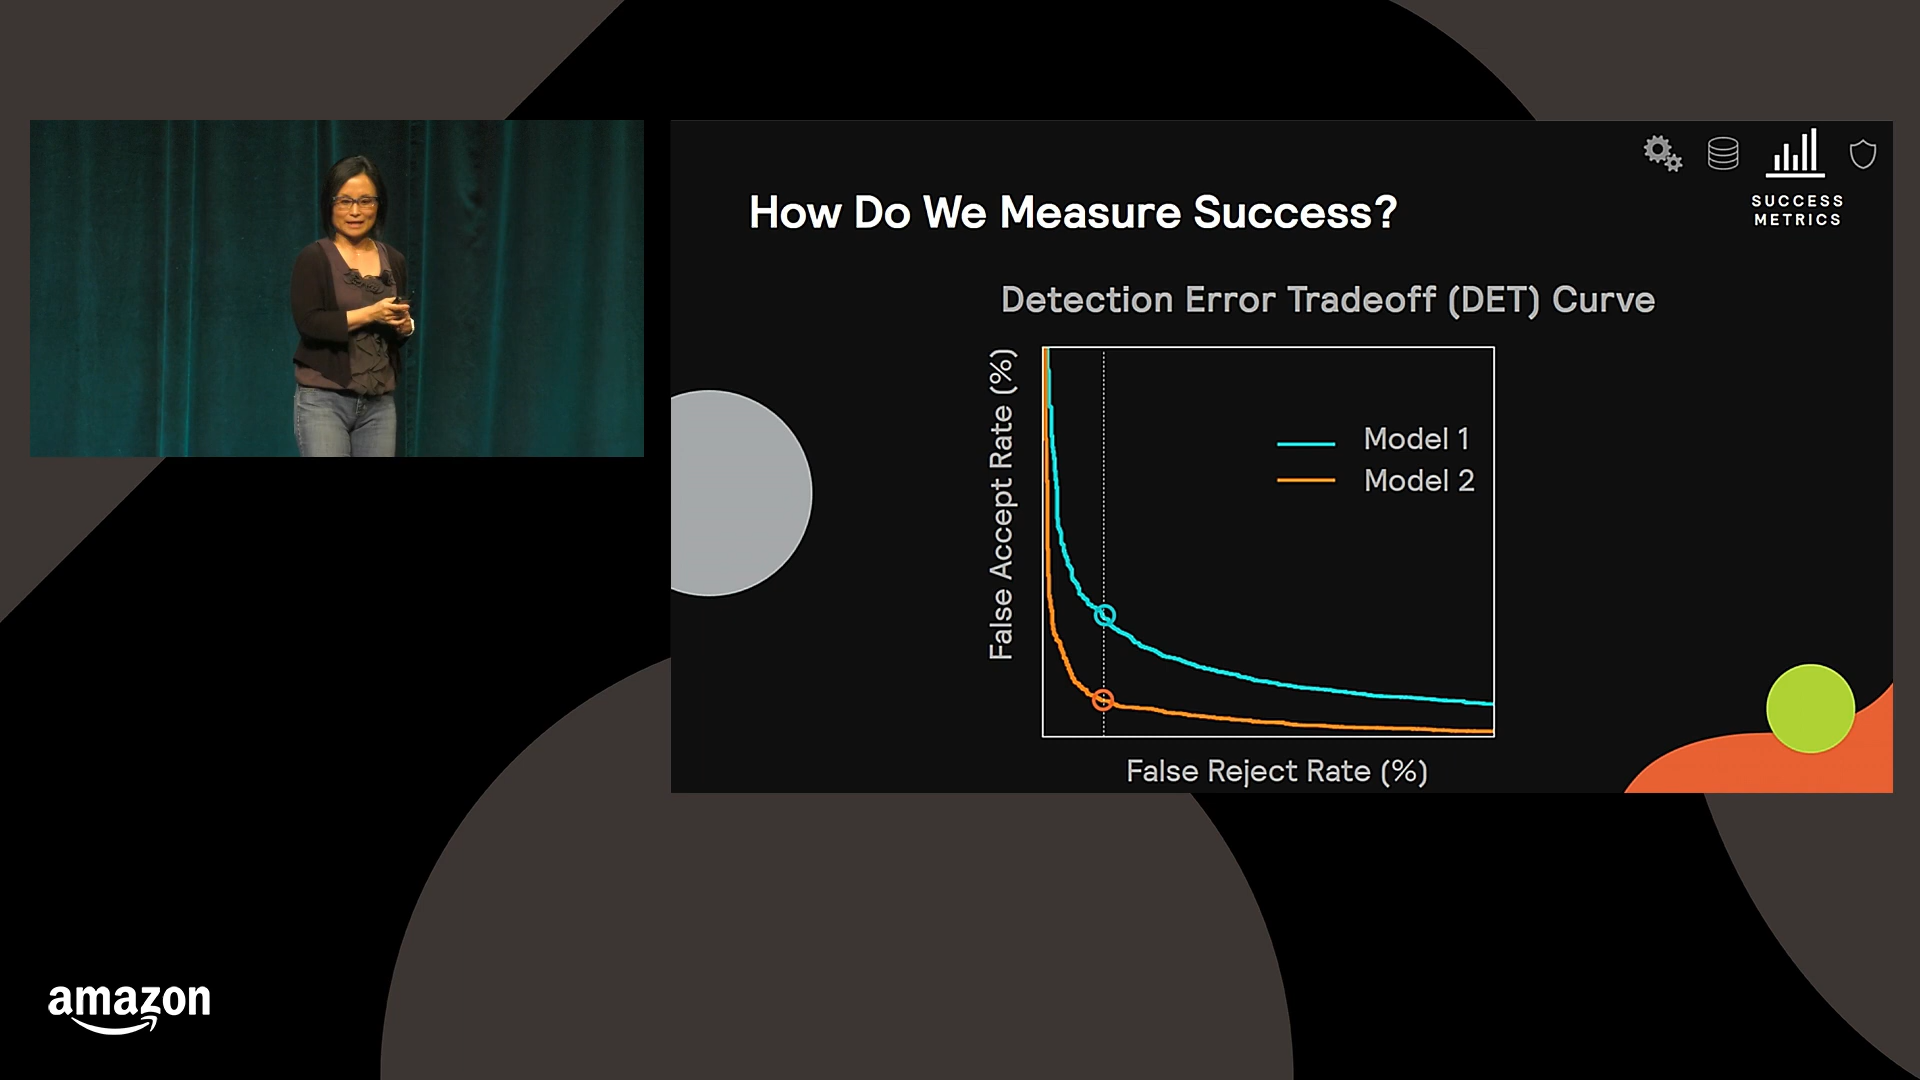 How Do We Measure Success?
SUCCESS
METRICS
Detection Error Tradeoff (DET) Curve
False Accept Rate (%)
Model 1
Model 2
False Reject Rate (%)
amazon